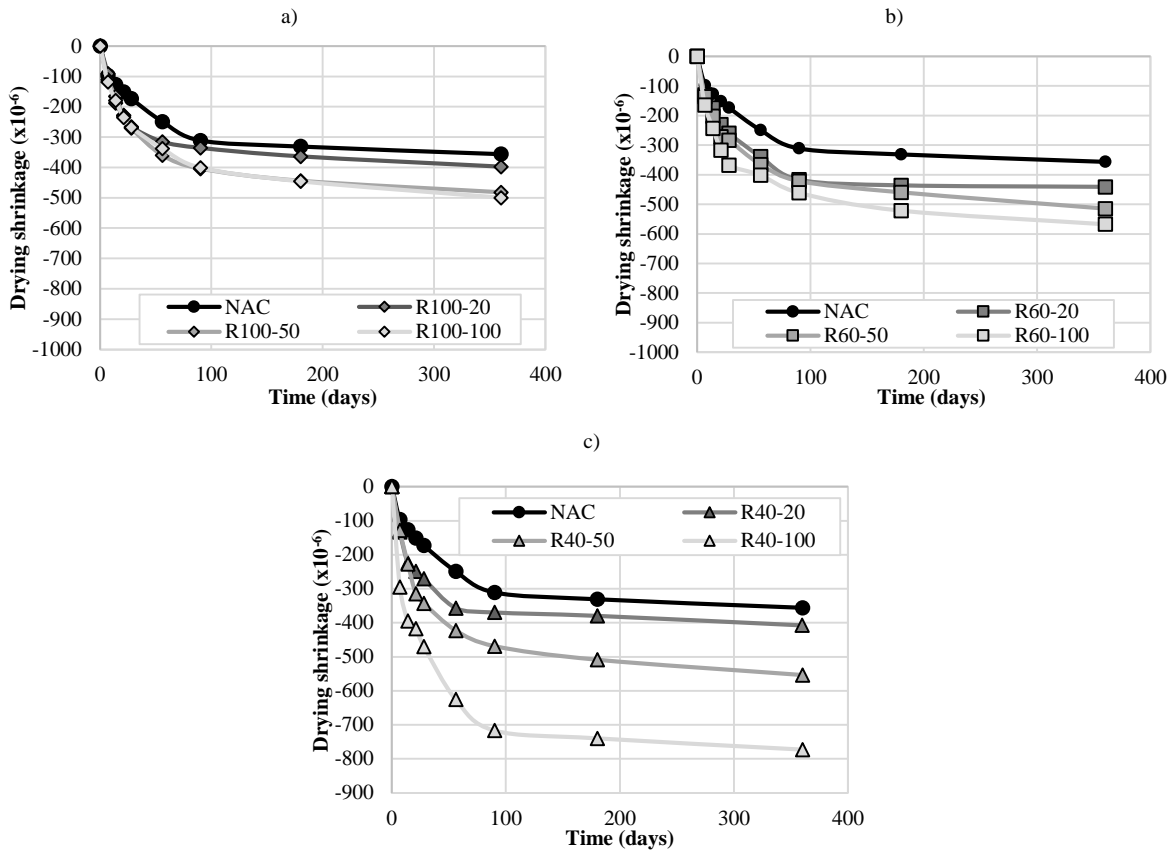 a)
0
-100
-200
-300
-400
-500
-600
-700
-800
-900
-1000
Drying shrinkage (x10⁻⁶)
NAC R100-20
R100-50 R100-100
0 100 200 300 400
Time (days)
b)
0
-100
-200
-300
-400
-500
-600
-700
-800
-900
-1000
Drying shrinkage (x10⁻⁶)
NAC R60-20
R60-50 R60-100
0 100 200 300 400
Time (days)
c)
0
-100
-200
-300
-400
-500
-600
-700
-800
-900
Drying shrinkage (x10⁻⁶)
NAC R40-20
R40-50 R40-100
0 100 200 300 400
Time (days)